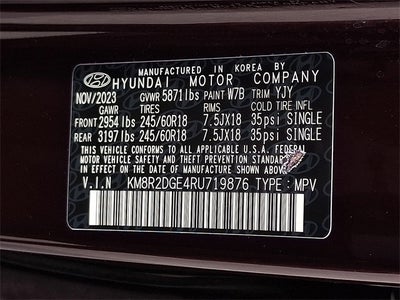 MANUFACTURED IN KOREA BY
HYUNDAI MOTOR COMPANY
NOV/2023 GVWR 5871lbs PAINT W7B TRIM YJY
GAWR TIRES RIMS COLD TIRE INFL
FRONT 2954 lbs 245/60R18 7.5JX18 35psi SINGLE
REAR 3197 lbs 245/60R18 7.5JX18 35psi SINGLE
THIS VEHICLE CONFORMS TO ALL APPLICABLE U.S.A. FEDERAL
MOTOR VEHICLE SAFETY AND THEFT PREVENTION STANDARDS IN
EFFECT ON THE DATE OF MANUFACTURE SHOWN ABOVE.
V.I.N KM8R2DGE4RU719876 TYPE : MPV